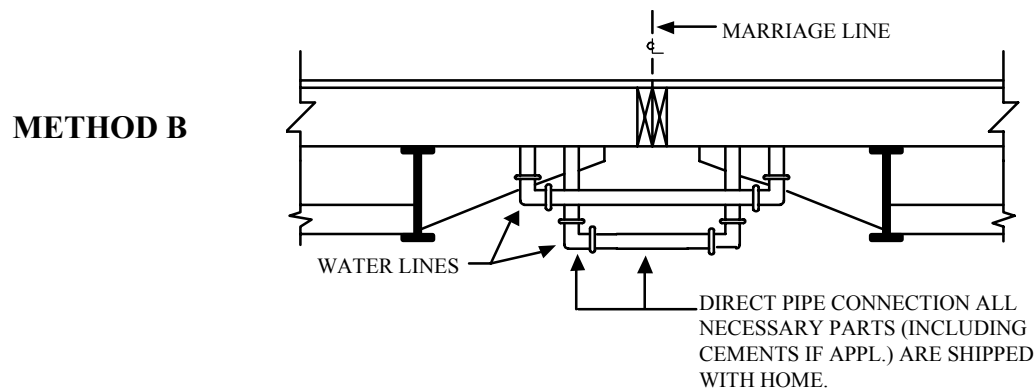 MARRIAGE LINE
℄
METHOD B
WATER LINES
DIRECT PIPE CONNECTION ALL
NECESSARY PARTS (INCLUDING
CEMENTS IF APPL.) ARE SHIPPED
WITH HOME.